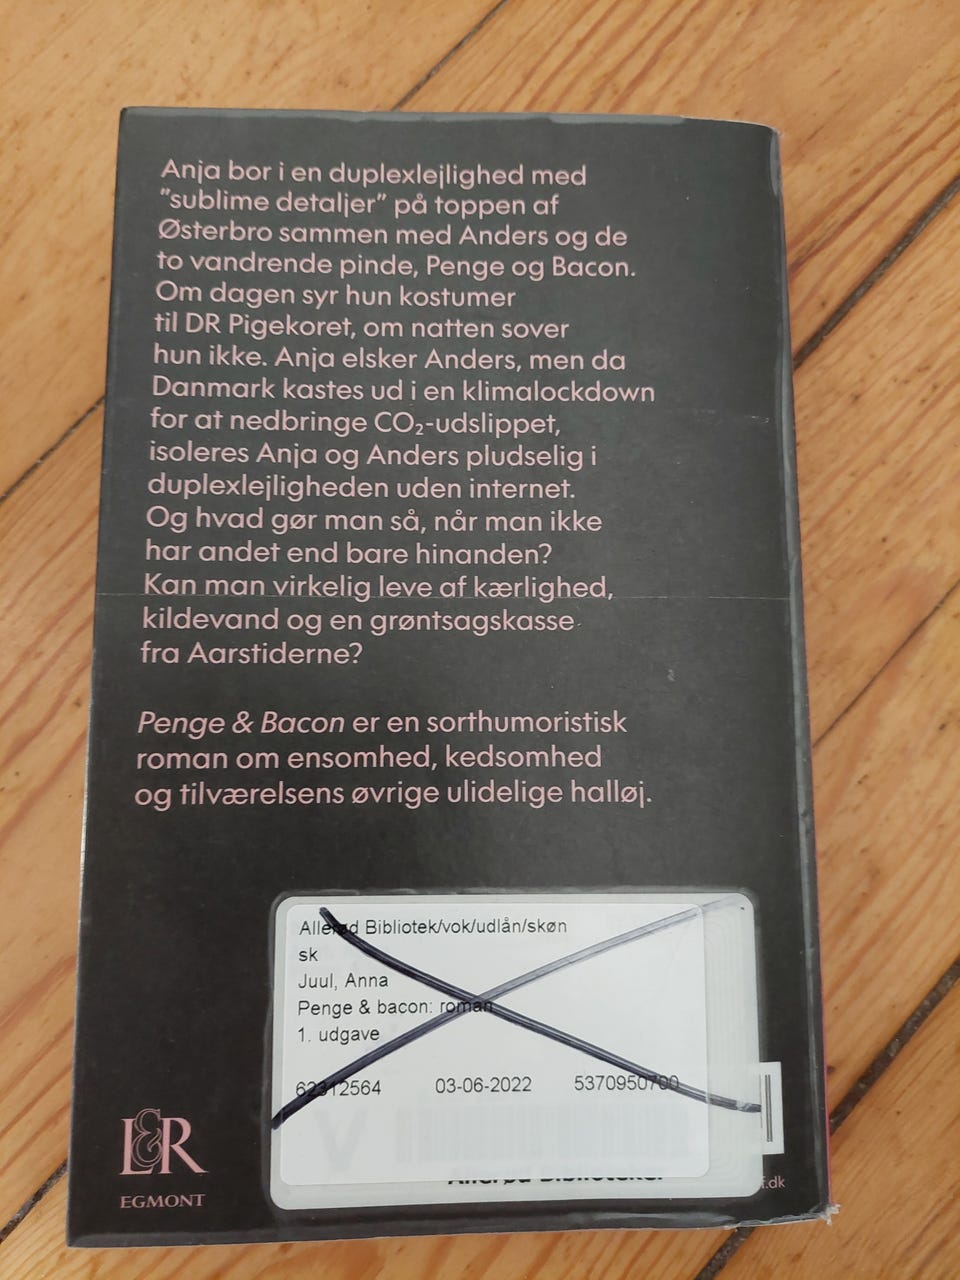 Anja bor i en duplexlejlighed med
"sublime detaljer" på toppen af
Østerbro sammen med Anders og de
to vandrende pinde, Penge og Bacon.
Om dagen syr hun kostumer
til DR Pigekoret, om natten sover
hun ikke. Anja elsker Anders, men da
Danmark kastes ud i en klimalockdown
for at nedbringe CO₂-udslippet,
isoleres Anja og Anders pludselig i
duplexlejligheden uden internet.
Og hvad gør man så, når man ikke
har andet end bare hinanden?
Kan man virkelig leve af kærlighed,
kildevand og en grøntsagskasse
fra Aarstiderne?
Penge & Bacon er en sorthumoristisk
roman om ensomhed, kedsomhed
og tilværelsens øvrige ulidelige halløj.
Allerød Bibliotek/vok/udlån/skøn
sk
Juul, Anna
Penge & bacon: roman
1. udgave
62312564 03-06-2022 5370950700
V
Allerød Biblioteker
L&R
EGMONT
f.dk